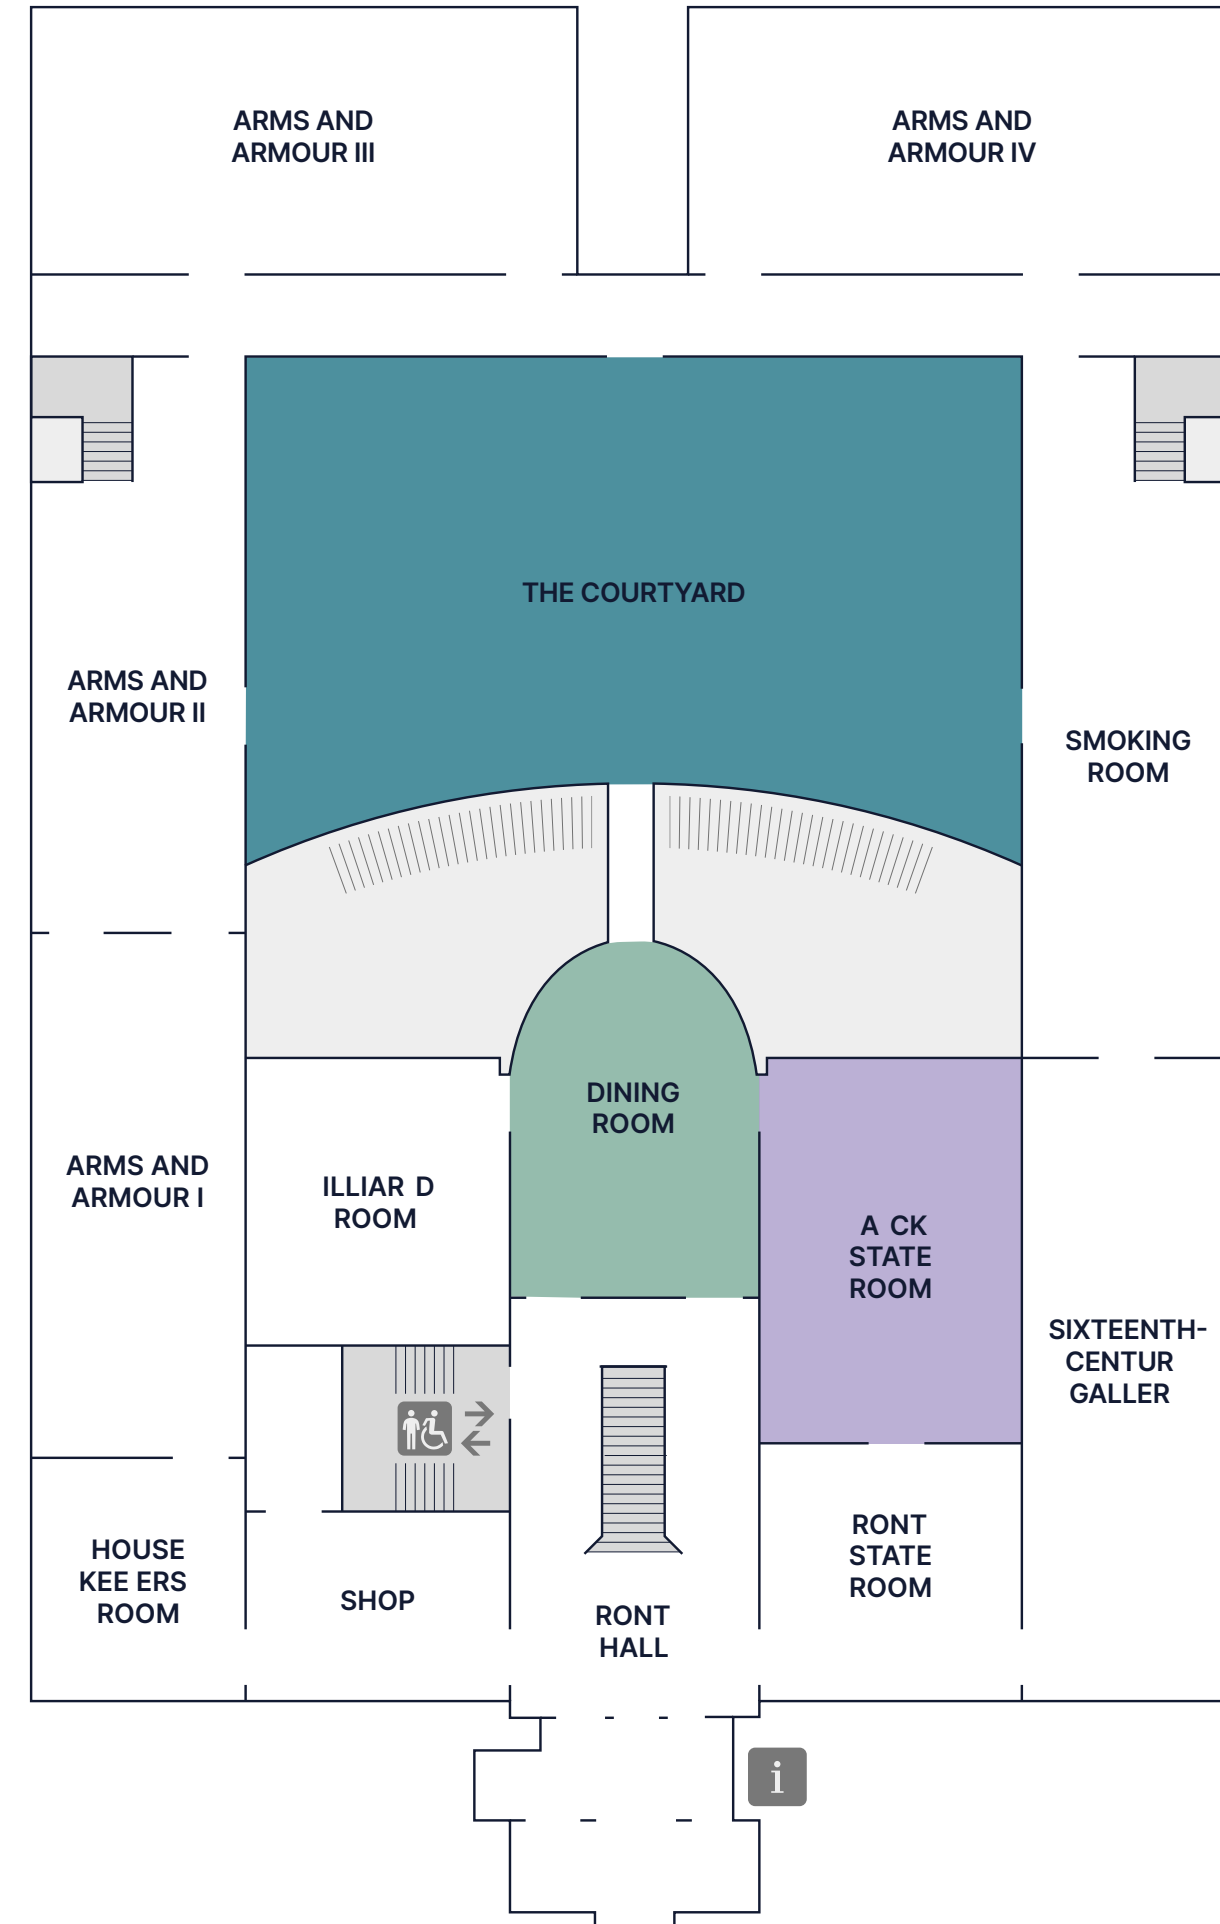 ARMS AND
ARMOUR III
ARMS AND
ARMOUR IV
THE COURTYARD
ARMS AND
ARMOUR II
SMOKING
ROOM
DINING
ROOM
ARMS AND
ARMOUR I
ILLIAR D
ROOM
A CK
STATE
ROOM
SIXTEENTH-
CENTUR
GALLER
HOUSE
KEE ERS
ROOM
SHOP
RONT
HALL
RONT
STATE
ROOM
i